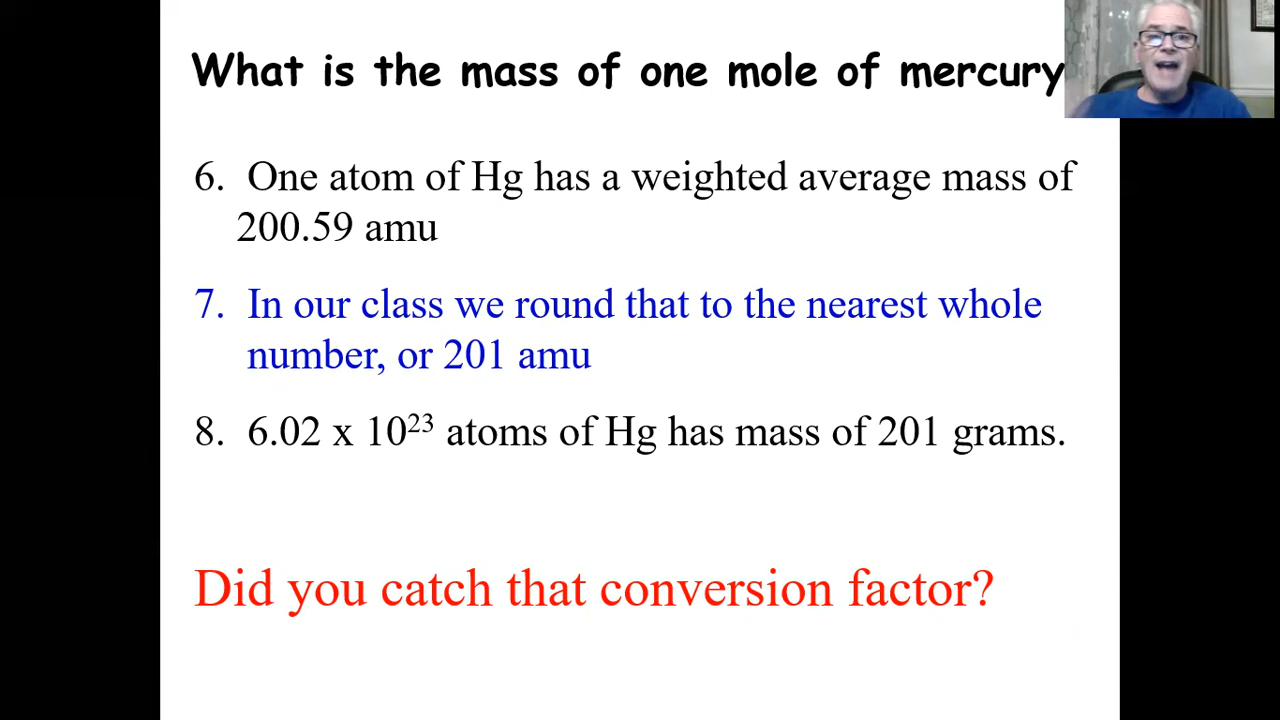 What is the mass of one mole of mercury
6. One atom of Hg has a weighted average mass of
200.59 amu
7. In our class we round that to the nearest whole
number, or 201 amu
8. 6.02 x 10²³ atoms of Hg has mass of 201 grams.
Did you catch that conversion factor?